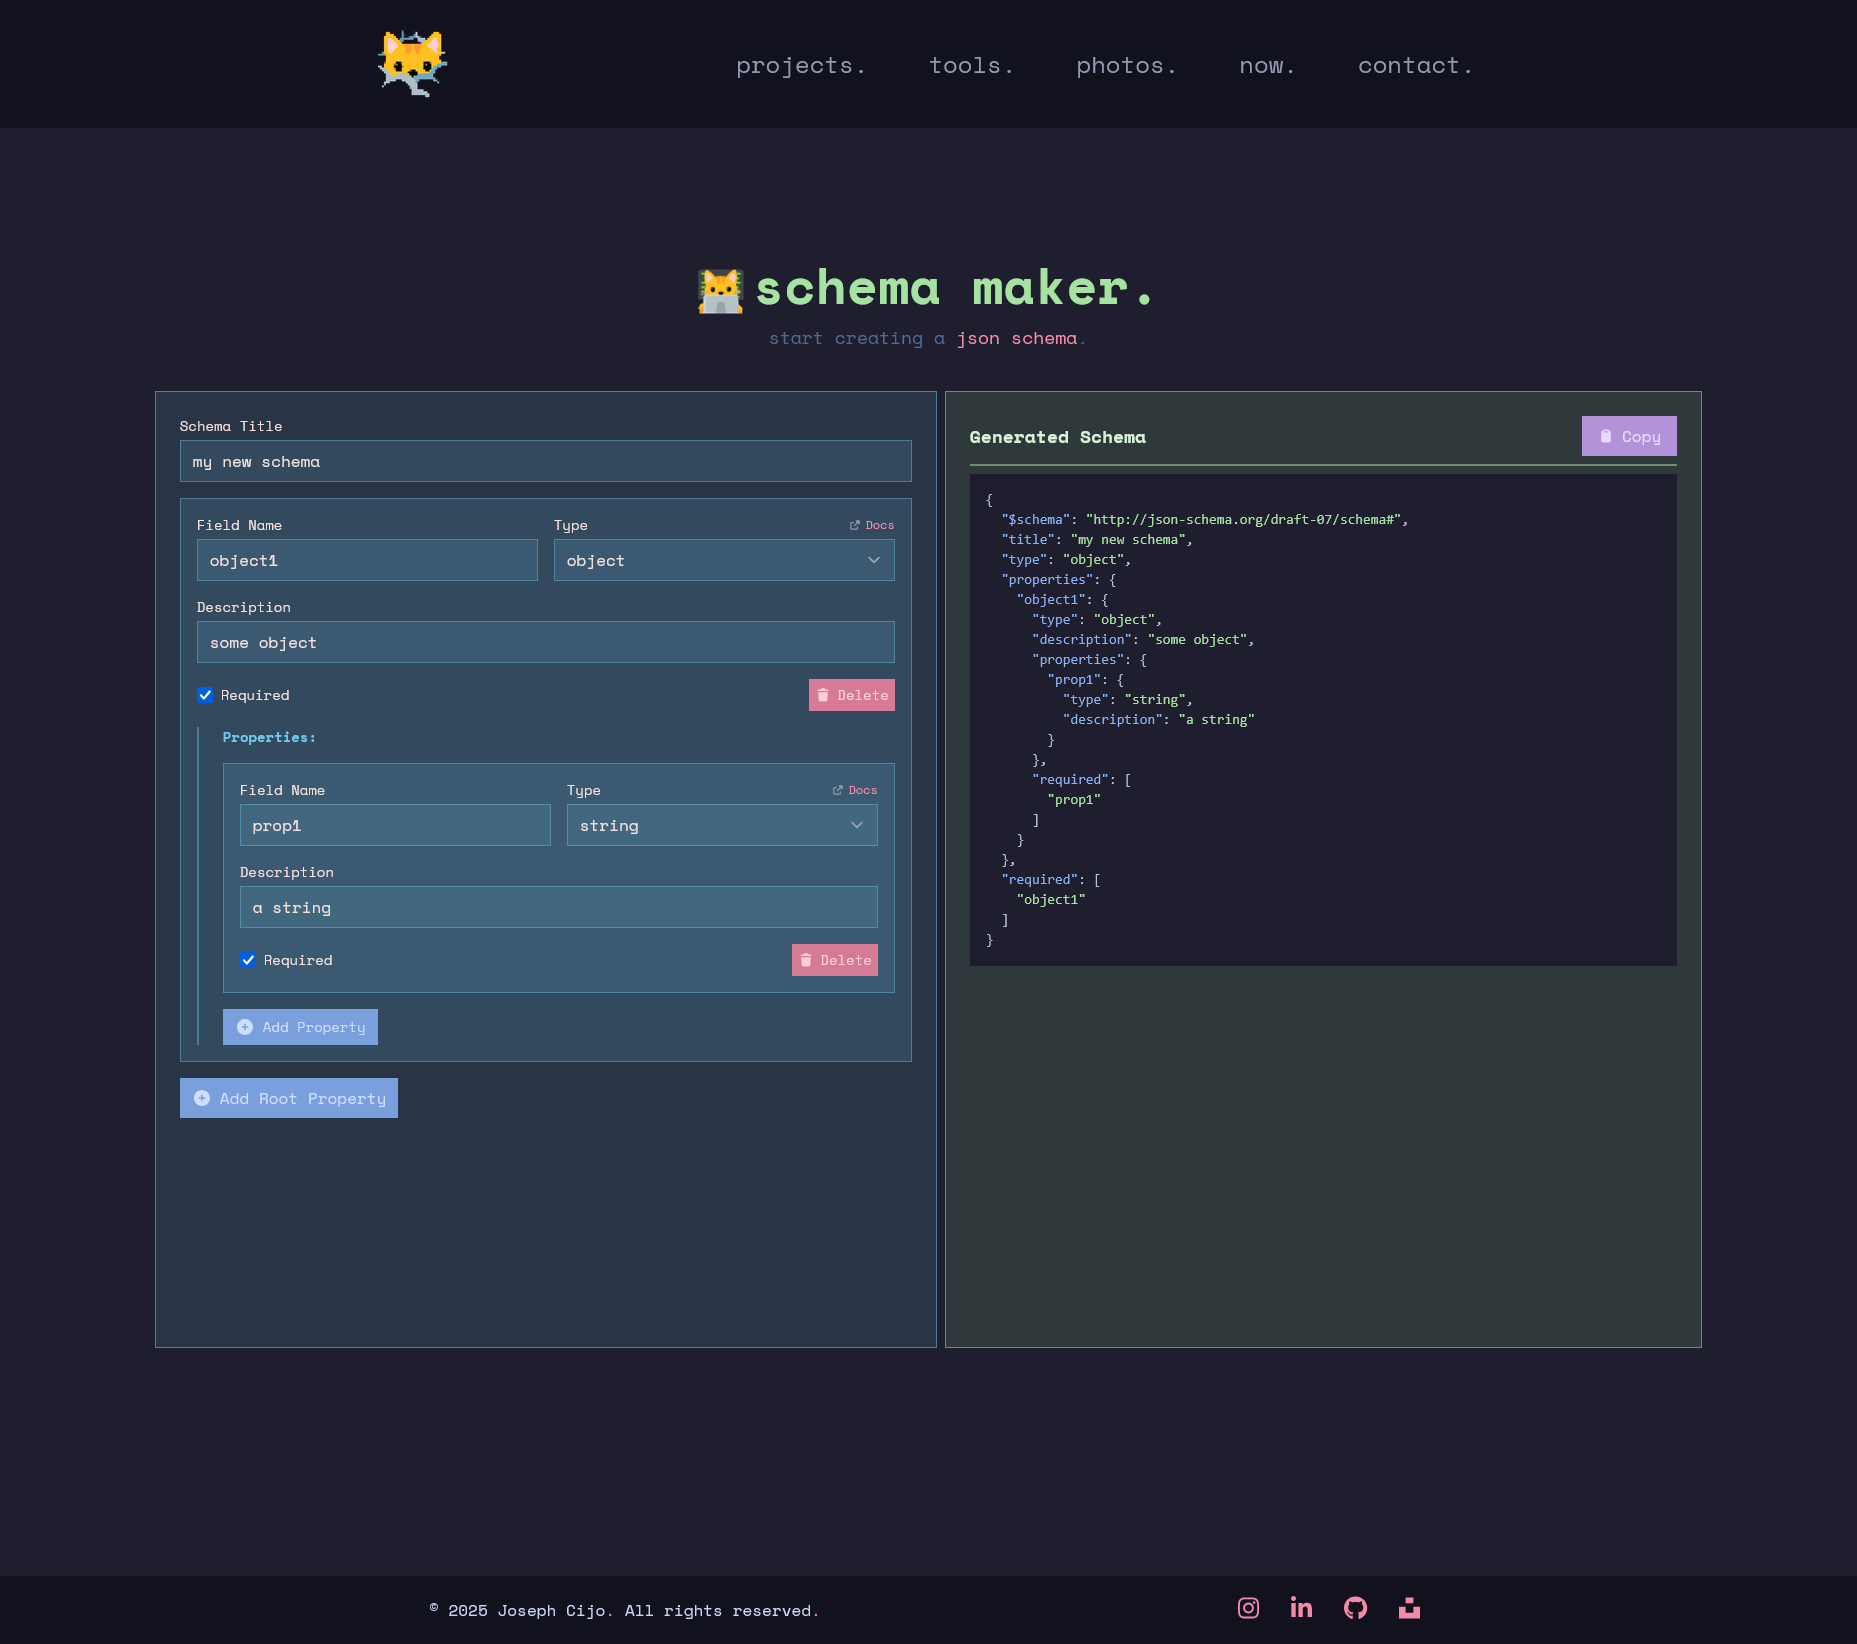 projects. tools. photos. now. contact.
schema maker.
start creating a json schema.
Schema Title
my new schema
Field Name Type Docs
object1 object
Description
some object
Required Delete
Properties:
Field Name Type Docs
prop1 string
Description
a string
Required Delete
Add Property
Add Root Property
Generated Schema Copy
{
"$schema": "http://json-schema.org/draft-07/schema#",
"title": "my new schema",
"type": "object",
"properties": {
"object1": {
"type": "object",
"description": "some object",
"properties": {
"prop1": {
"type": "string",
"description": "a string"
}
},
"required": [
"prop1"
]
}
},
"required": [
"object1"
]
}
© 2025 Joseph Cijo. All rights reserved.